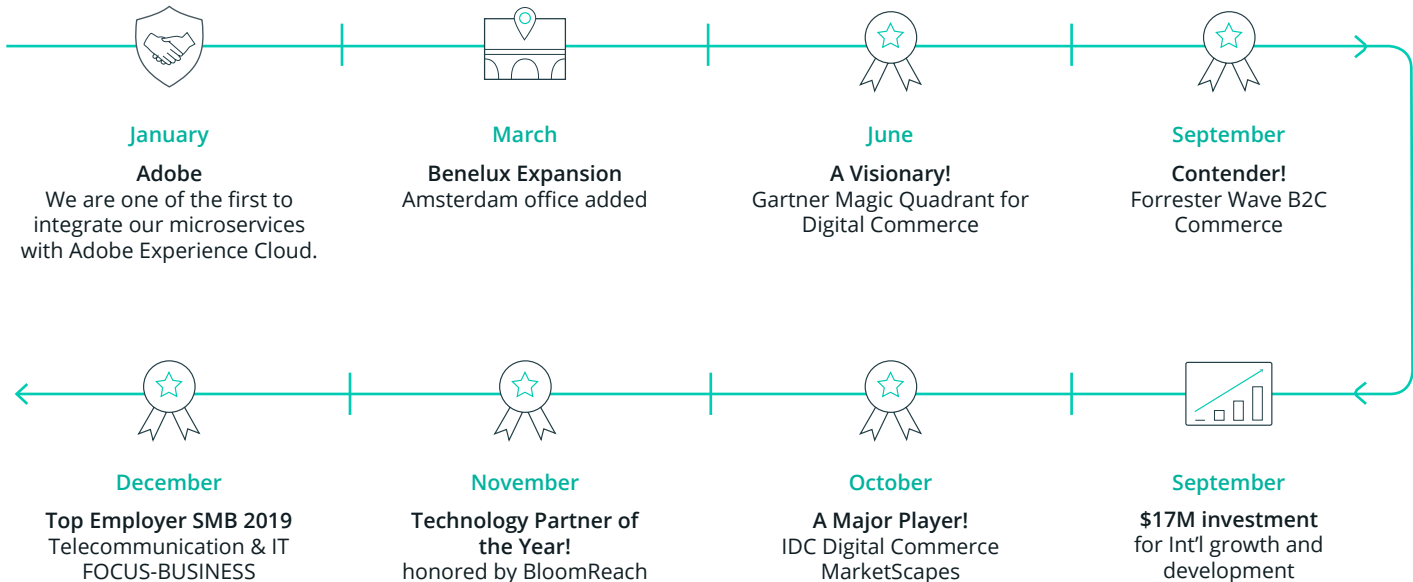 January
Adobe
We are one of the first to
integrate our microservices
with Adobe Experience Cloud.
March
Benelux Expansion
Amsterdam office added
June
A Visionary!
Gartner Magic Quadrant for
Digital Commerce
September
Contender!
Forrester Wave B2C
Commerce
September
$17M investment
for Int’l growth and
development
October
A Major Player!
IDC Digital Commerce
MarketScapes
November
Technology Partner of
the Year!
honored by BloomReach
December
Top Employer SMB 2019
Telecommunication & IT
FOCUS-BUSINESS